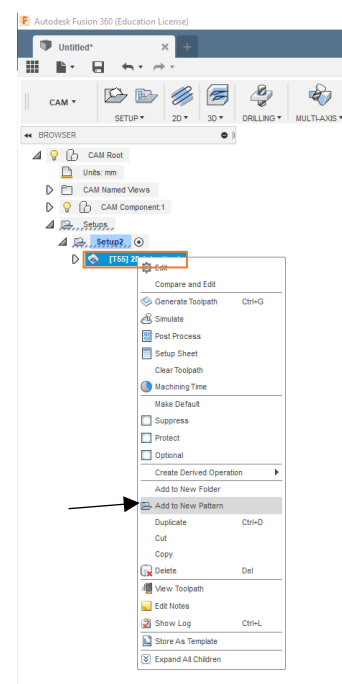 Autodesk Fusion 360 (Education License)
Untitled*
CAM
SETUP
2D
3D
DRILLING
MULTI-AXIS
BROWSER
CAM Root
Units: mm
CAM Named Views
CAM Component:1
Setups
Setup2
[T55] 2D
Edit
Compare and Edit
Generate Toolpath Ctrl+G
Simulate
Post Process
Setup Sheet
Clear Toolpath
Machining Time
Make Default
Suppress
Protect
Optional
Create Derived Operation
Add to New Folder
Add to New Pattern
Duplicate Ctrl+D
Cut
Copy
Delete Del
View Toolpath
Edit Notes
Show Log Ctrl+L
Store As Template
Expand All Children